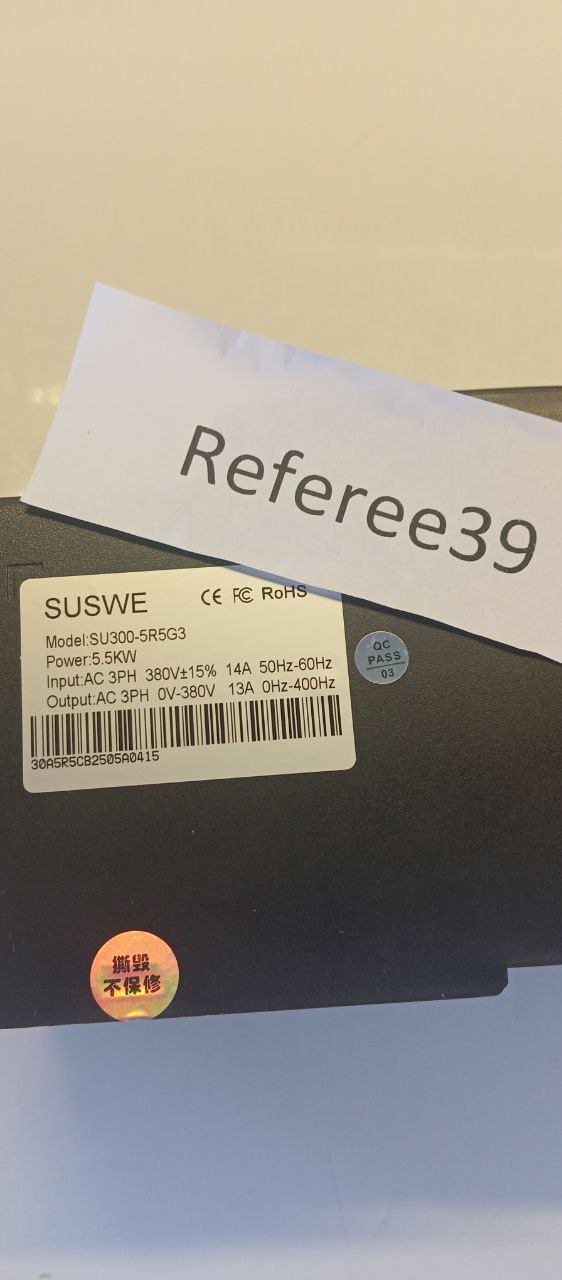 Referee39
SUSWE CE FC RoHS
Model:SU300-5R5G3
Power:5.5KW
Input:AC 3PH 380V±15% 14A 50Hz-60Hz
Output:AC 3PH 0V-380V 13A 0Hz-400Hz
30A5R5CB2505A0415
QC
PASS
03
撕毁
不保修